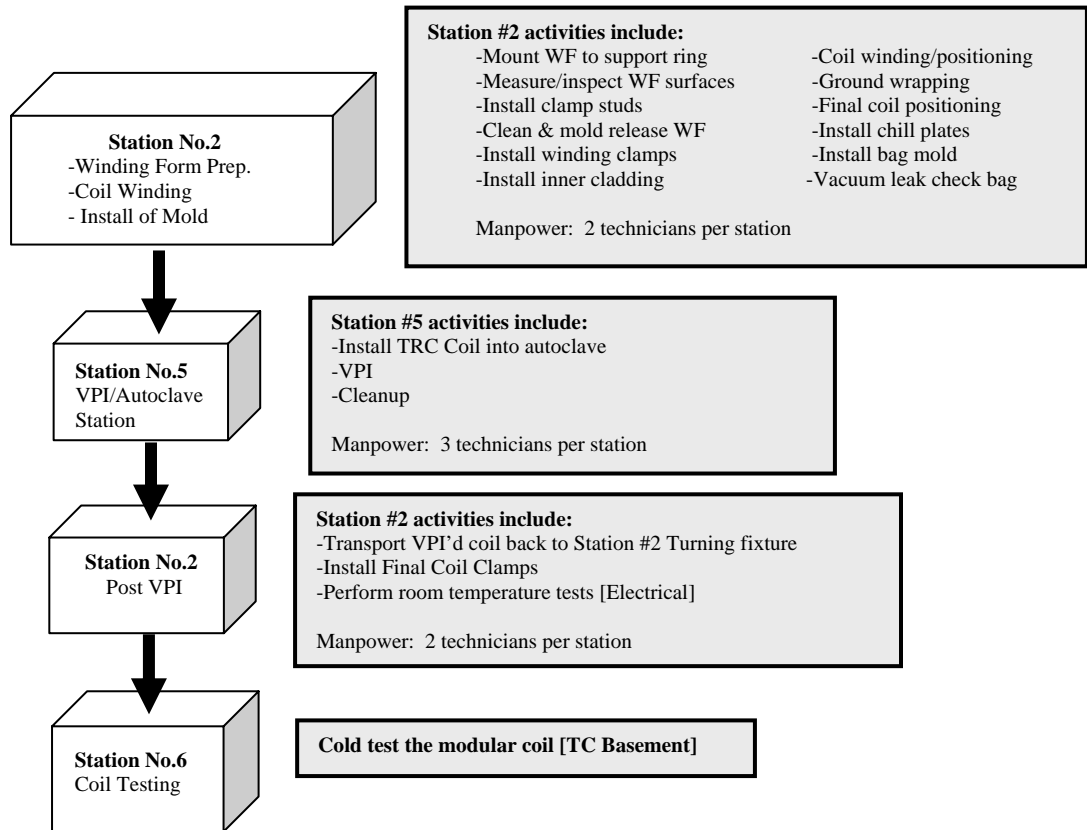 Station No.2
-Winding Form Prep.
-Coil Winding
- Install of Mold
Station #2 activities include:
-Mount WF to support ring
-Measure/inspect WF surfaces
-Install clamp studs
-Clean & mold release WF
-Install winding clamps
-Install inner cladding
-Coil winding/positioning
-Ground wrapping
-Final coil positioning
-Install chill plates
-Install bag mold
-Vacuum leak check bag
Manpower: 2 technicians per station
Station No.5
VPI/Autoclave
Station
Station #5 activities include:
-Install TRC Coil into autoclave
-VPI
-Cleanup
Manpower: 3 technicians per station
Station No.2
Post VPI
Station #2 activities include:
-Transport VPI’d coil back to Station #2 Turning fixture
-Install Final Coil Clamps
-Perform room temperature tests [Electrical]
Manpower: 2 technicians per station
Station No.6
Coil Testing
Cold test the modular coil [TC Basement]